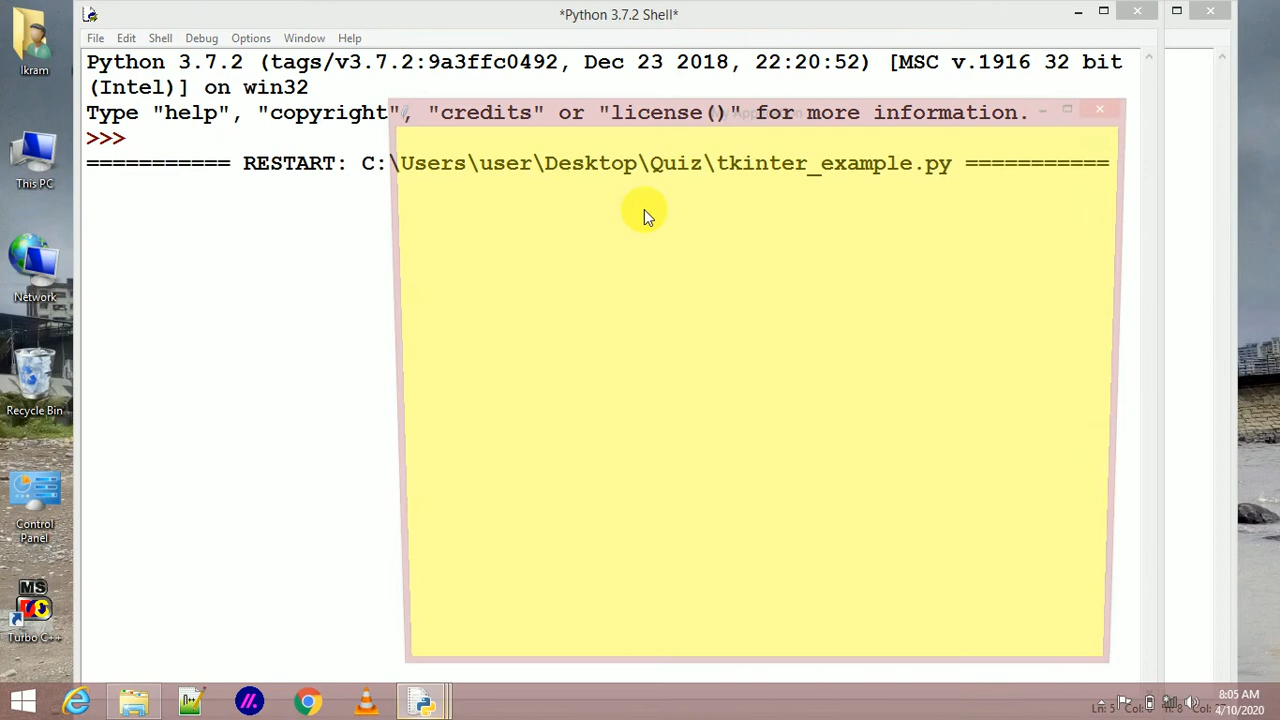 *Python 3.7.2 Shell*
File Edit Shell Debug Options Window Help
Python 3.7.2 (tags/v3.7.2:9a3ffc0492, Dec 23 2018, 22:20:52) [MSC v.1916 32 bit
(Intel)] on win32
Type "help", "copyright", "credits" or "license()" for more information.
>>>
=========== RESTART: C:\Users\user\Desktop\Quiz\tkinter_example.py ===========
Ikram
This PC
Network
Recycle Bin
Control
Panel
MS
Turbo C++
8:05 AM
4/10/2020
Ln: 5